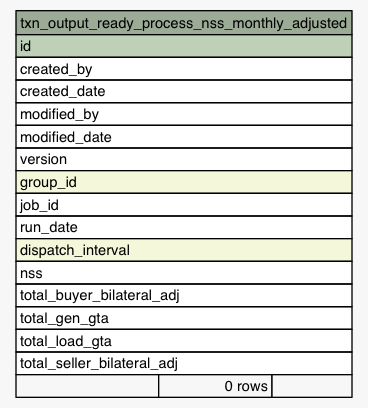 txn_output_ready_process_nss_monthly_adjusted
id
created_by
created_date
modified_by
modified_date
version
group_id
job_id
run_date
dispatch_interval
nss
total_buyer_bilateral_adj
total_gen_gta
total_load_gta
total_seller_bilateral_adj
0 rows